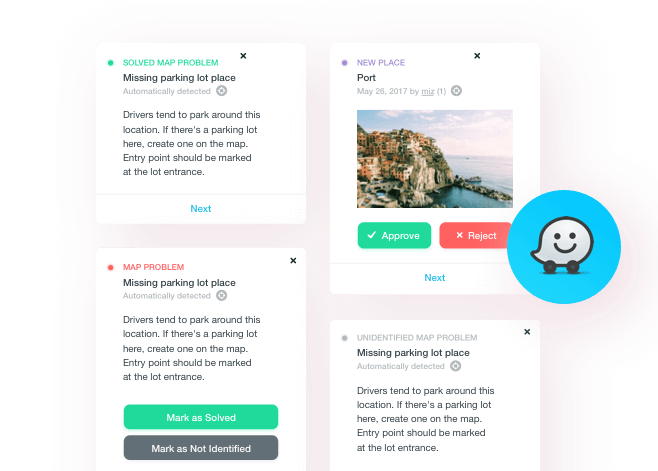 SOLVED MAP PROBLEM
Missing parking lot place
Automatically detected
Drivers tend to park around this
location. If there's a parking lot
here, create one on the map.
Entry point should be marked
at the lot entrance.
Next
MAP PROBLEM
Missing parking lot place
Automatically detected
Drivers tend to park around this
location. If there's a parking lot
here, create one on the map.
Entry point should be marked
at the lot entrance.
Mark as Solved
Mark as Not Identified
NEW PLACE
Port
May 26, 2017 by miz (1)
Approve
Reject
Next
UNIDENTIFIED MAP PROBLEM
Missing parking lot place
Automatically detected
Drivers tend to park around this
location. If there's a parking lot
here, create one on the map.
Entry point should be marked
at the lot entrance.